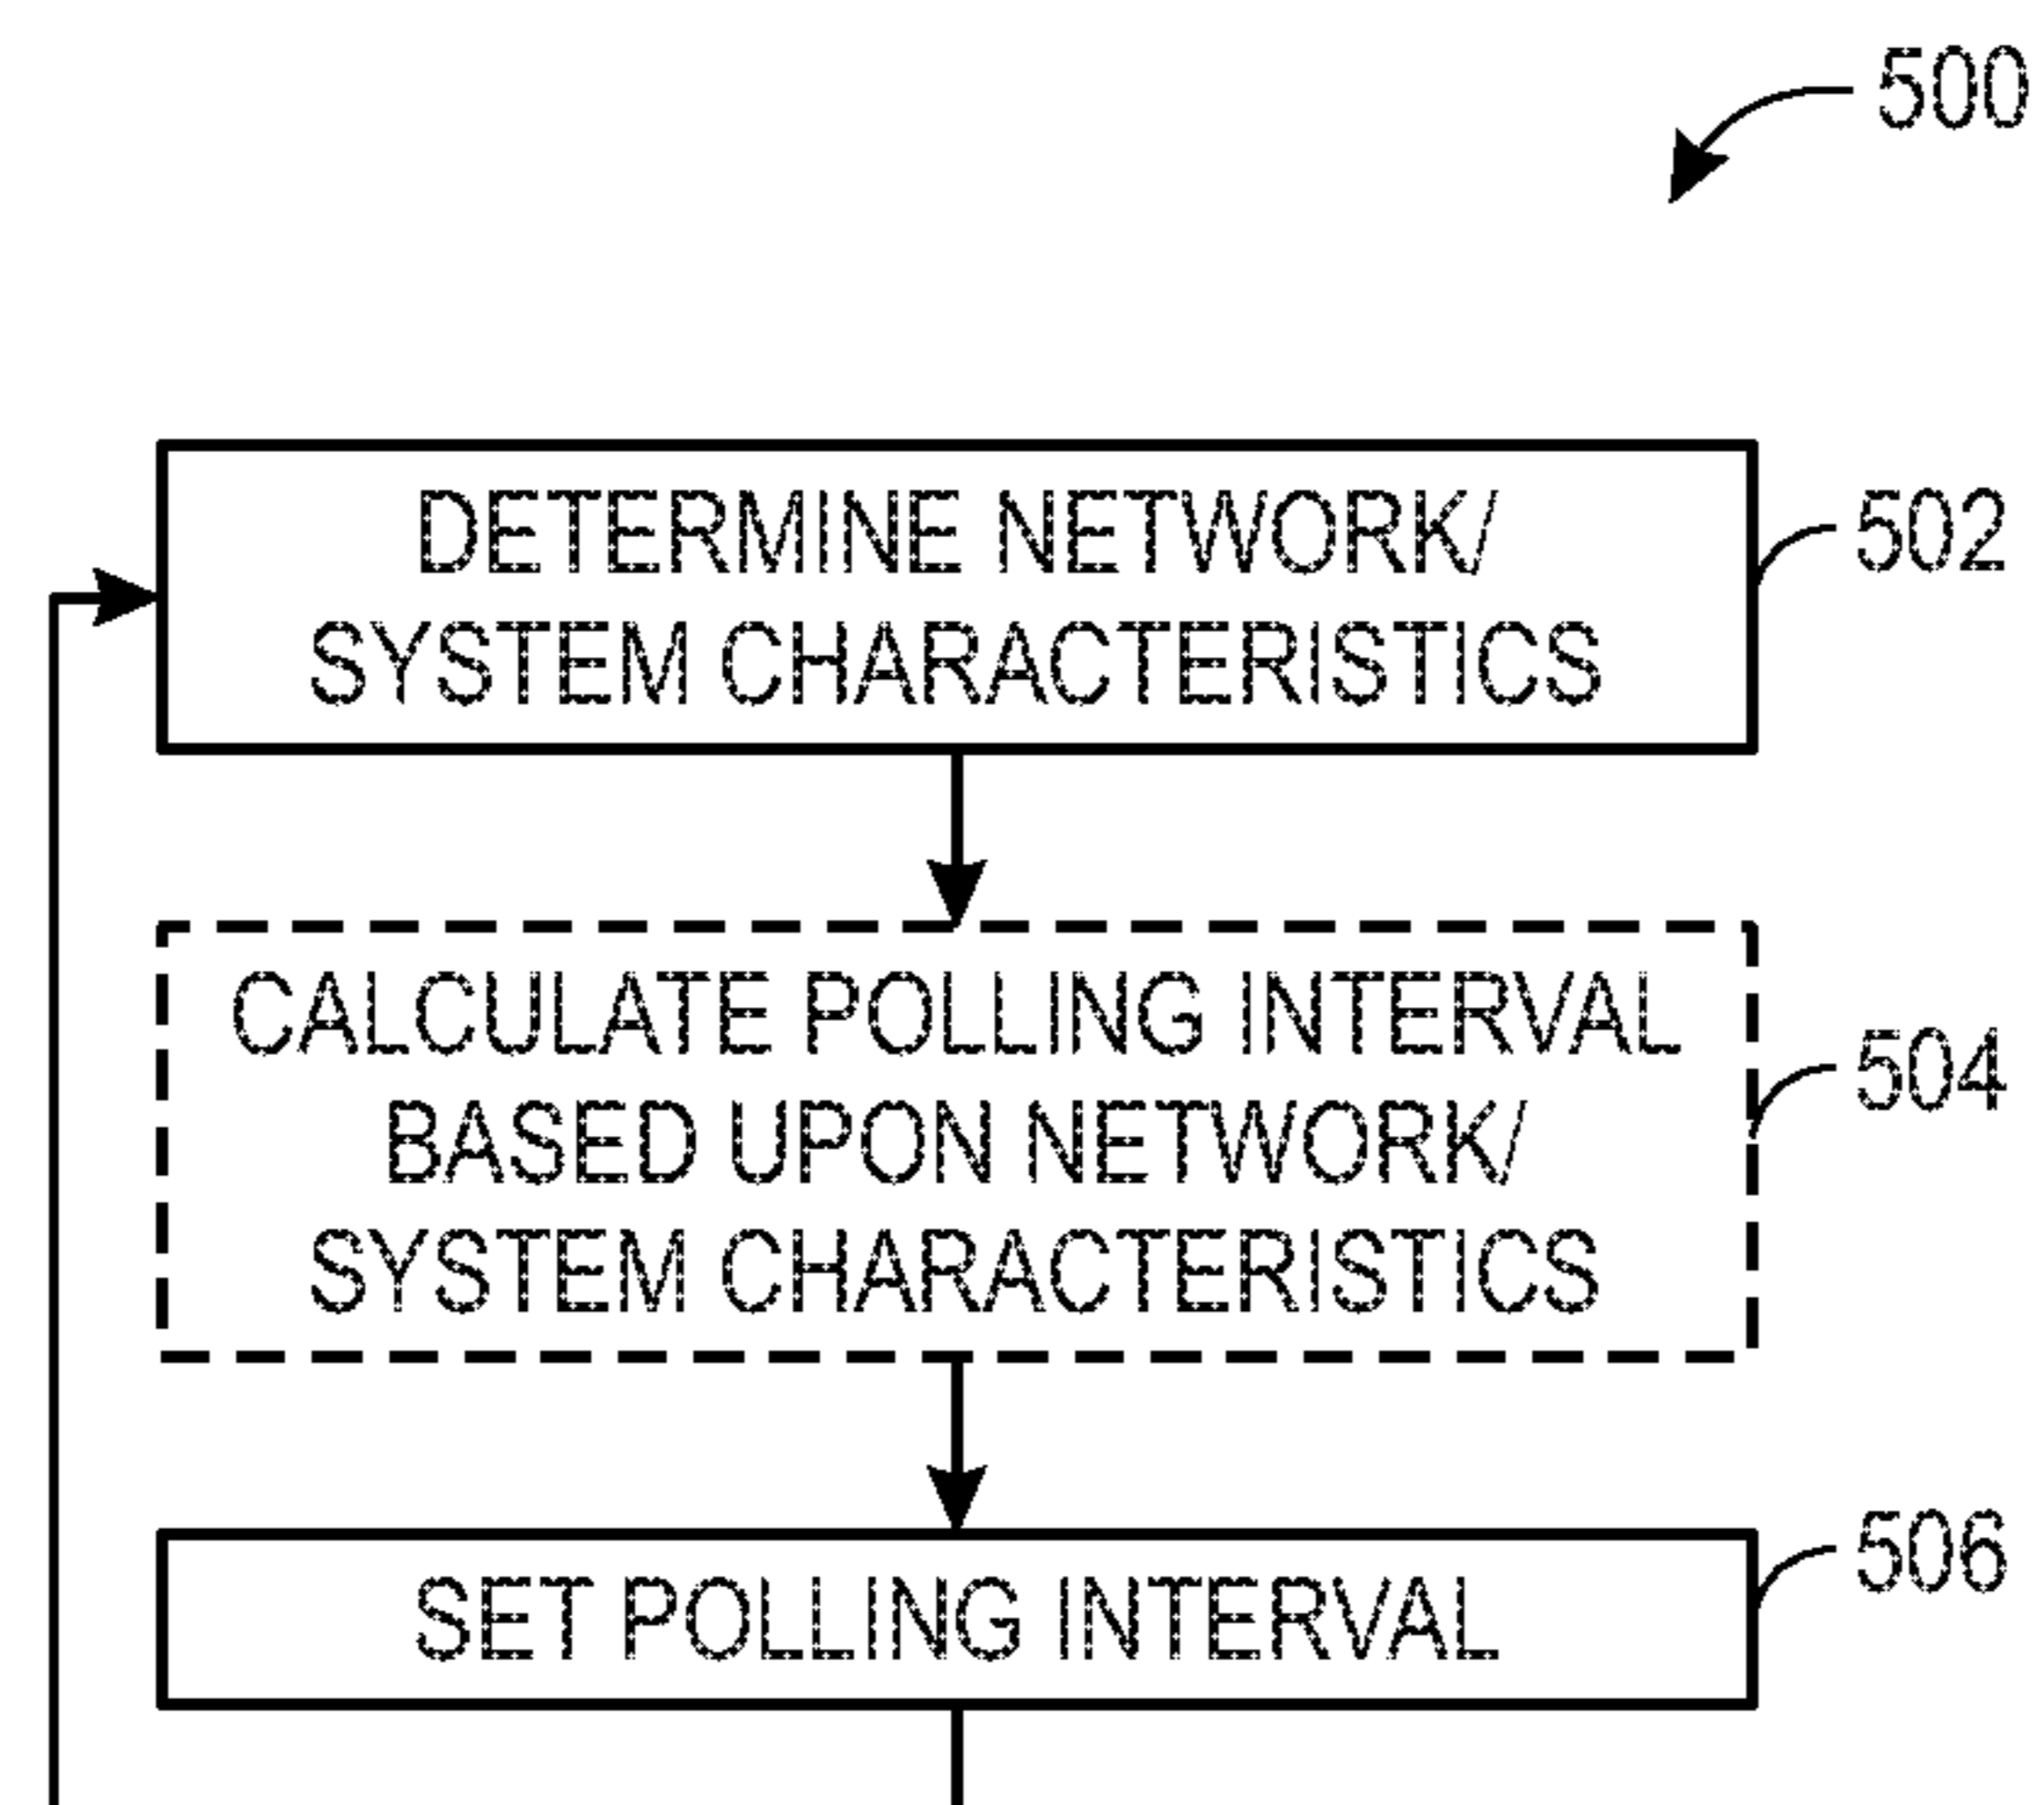 500
DETERMINE NETWORK/
SYSTEM CHARACTERISTICS
502
CALCULATE POLLING INTERVAL
BASED UPON NETWORK/
SYSTEM CHARACTERISTICS
504
SET POLLING INTERVAL
506